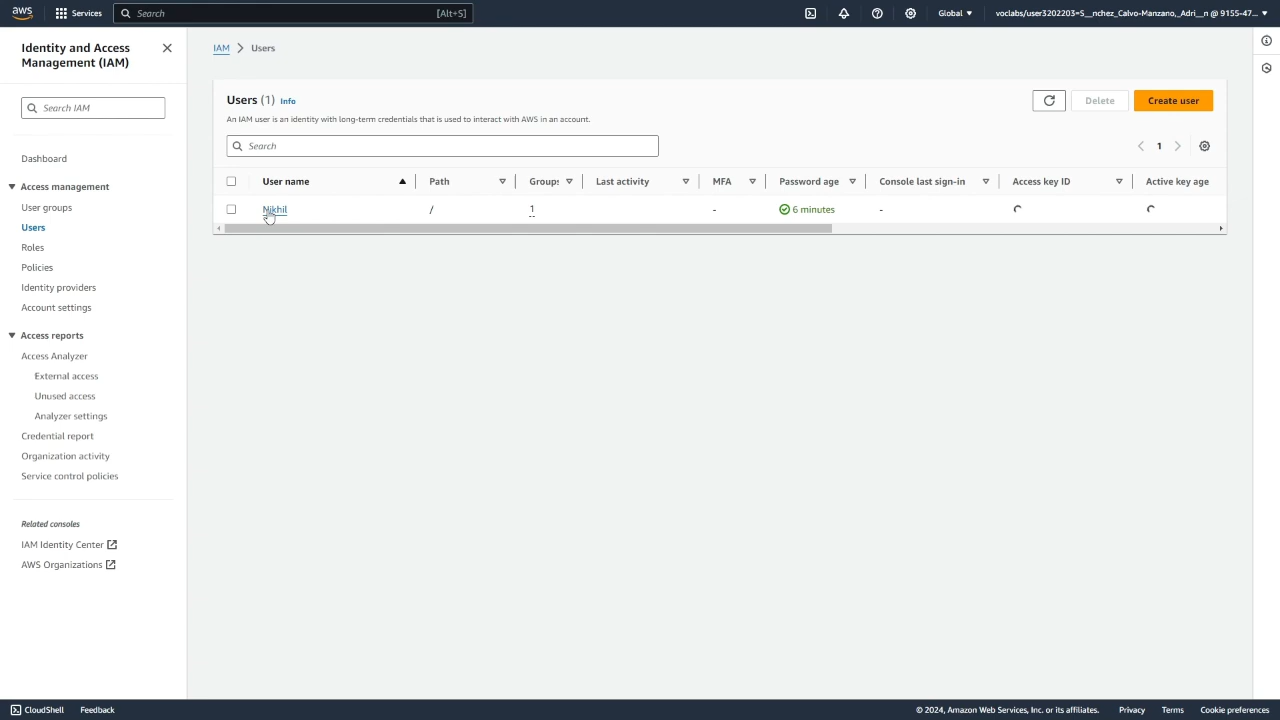 aws Services Search [Alt+S] Global voclabs/user3202203=S__nchez_Calvo-Manzano,_Adri__n @ 9155-47...
Identity and Access
Management (IAM)
Search IAM
Dashboard
Access management
User groups
Users
Roles
Policies
Identity providers
Account settings
Access reports
Access Analyzer
External access
Unused access
Analyzer settings
Credential report
Organization activity
Service control policies
Related consoles
IAM Identity Center
AWS Organizations
IAM > Users
Users (1) Info
Delete Create user
An IAM user is an identity with long-term credentials that is used to interact with AWS in an account.
Search
1
User name Path Groups Last activity MFA Password age Console last sign-in Access key ID Active key age
Nikhil / 1 - 6 minutes -
CloudShell Feedback © 2024, Amazon Web Services, Inc. or its affiliates. Privacy Terms Cookie preferences